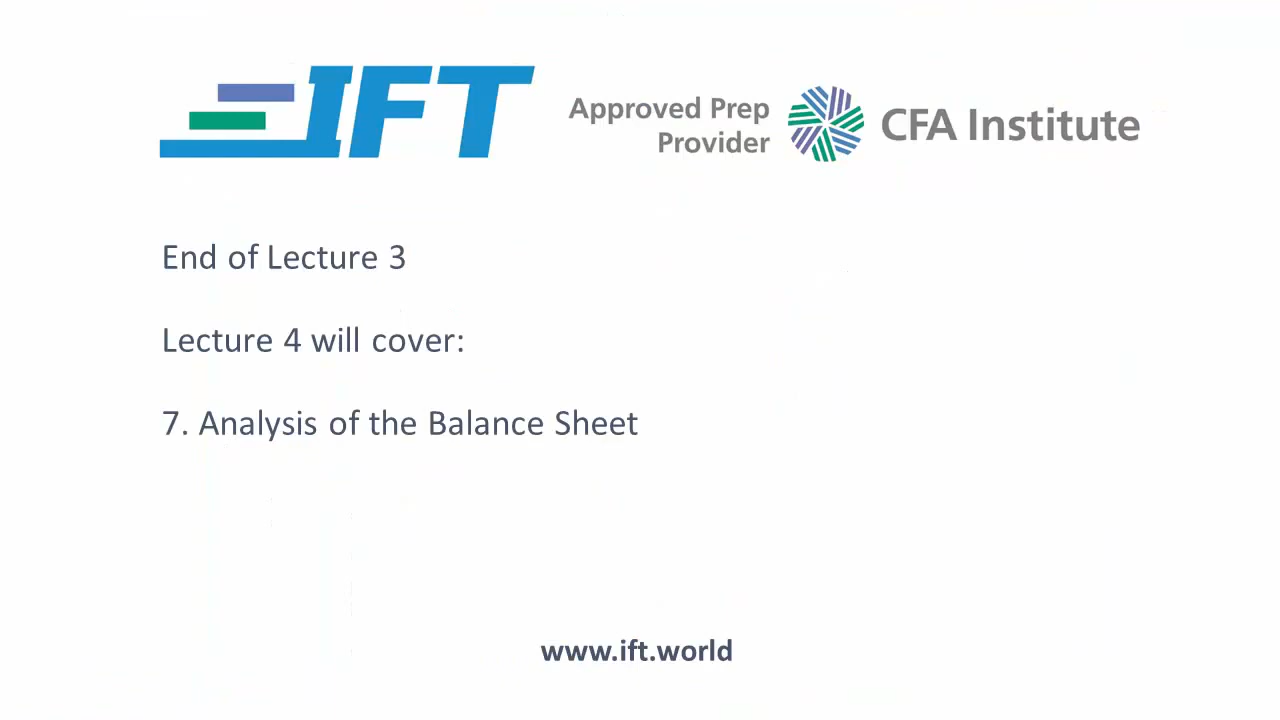 IFT
Approved Prep
Provider
CFA Institute
End of Lecture 3
Lecture 4 will cover:
7. Analysis of the Balance Sheet
www.ift.world